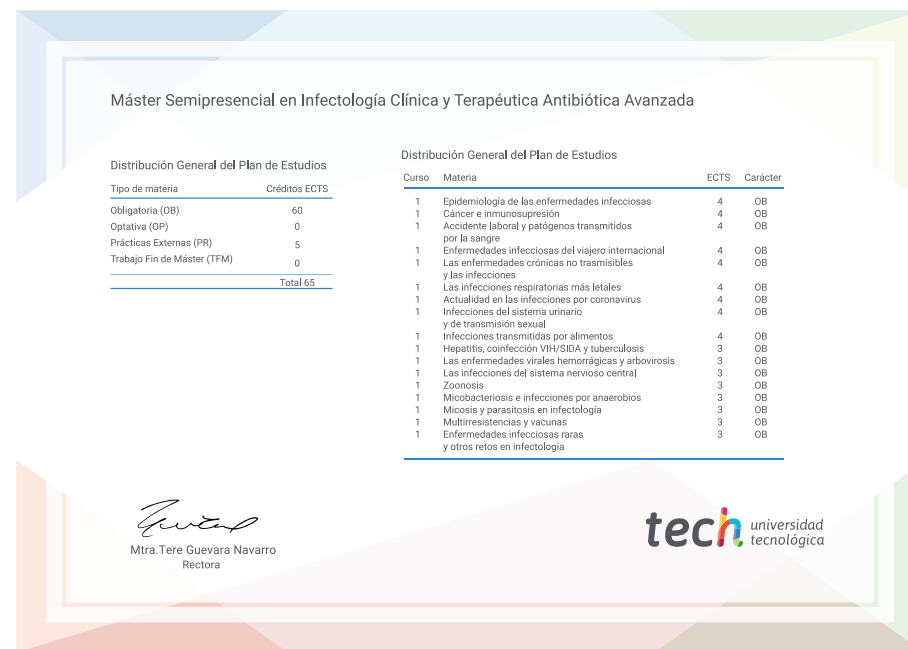 Máster Semipresencial en Infectología Clínica y Terapéutica Antibiótica Avanzada
Distribución General del Plan de Estudios
Tipo de materia Créditos ECTS
Obligatoria (OB) 60
Optativa (OP) 0
Prácticas Externas (PR) 5
Trabajo Fin de Máster (TFM) 0
Total 65
Distribución General del Plan de Estudios
Curso Materia ECTS Carácter
1 Epidemiología de las enfermedades infecciosas 4 OB
1 Cáncer e inmunosupresión 4 OB
1 Accidente laboral y patógenos transmitidos 4 OB
por la sangre
1 Enfermedades infecciosas del viajero internacional 4 OB
1 Las enfermedades crónicas no trasmisibles 4 OB
y las infecciones
1 Las infecciones respiratorias más letales 4 OB
1 Actualidad en las infecciones por coronavirus 4 OB
1 Infecciones del sistema urinario 4 OB
y de transmisión sexual
1 Infecciones transmitidas por alimentos 4 OB
1 Hepatitis, coinfección VIH/SIDA y tuberculosis 3 OB
1 Las enfermedades virales hemorrágicas y arbovirosis 3 OB
1 Las infecciones del sistema nervioso central 3 OB
1 Zoonosis 3 OB
1 Micobacteriosis e infecciones por anaerobios 3 OB
1 Micosis y parasitosis en infectología 3 OB
1 Multirresistencias y vacunas 3 OB
1 Enfermedades infecciosas raras 3 OB
y otros retos en infectología
Mtra.Tere Guevara Navarro
Rectora
tech universidad
tecnológica